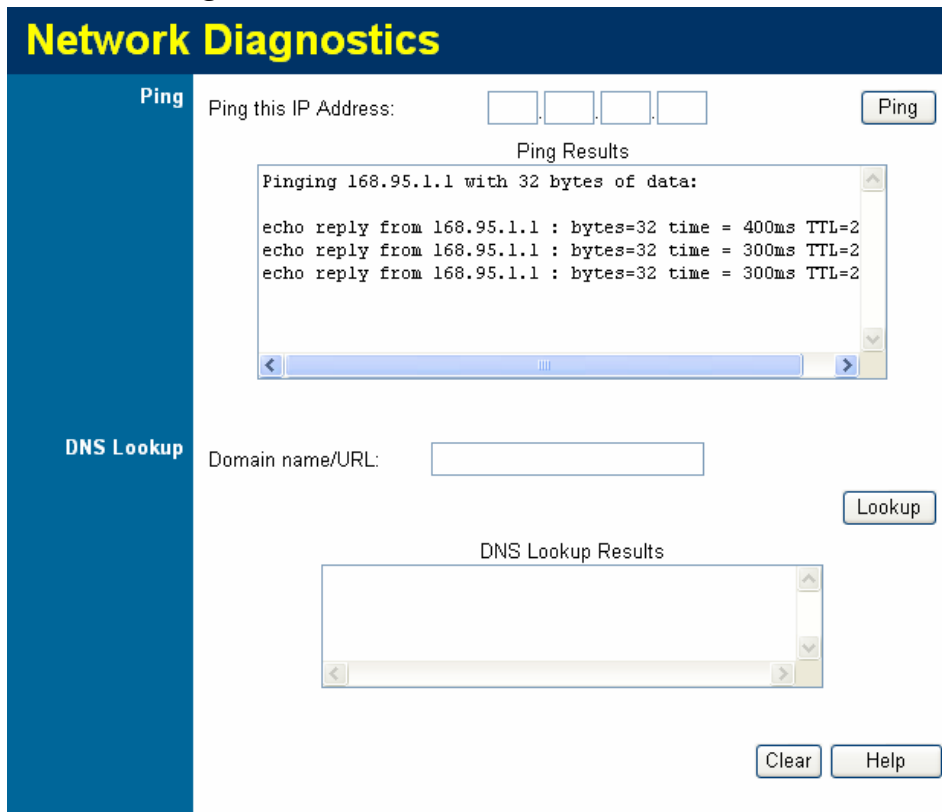 Network Diagnostics
Ping
Ping this IP Address:
. . .
Ping
Ping Results
Pinging 168.95.1.1 with 32 bytes of data:
echo reply from 168.95.1.1 : bytes=32 time = 400ms TTL=2
echo reply from 168.95.1.1 : bytes=32 time = 300ms TTL=2
echo reply from 168.95.1.1 : bytes=32 time = 300ms TTL=2
DNS Lookup
Domain name/URL:
Lookup
DNS Lookup Results
Clear
Help